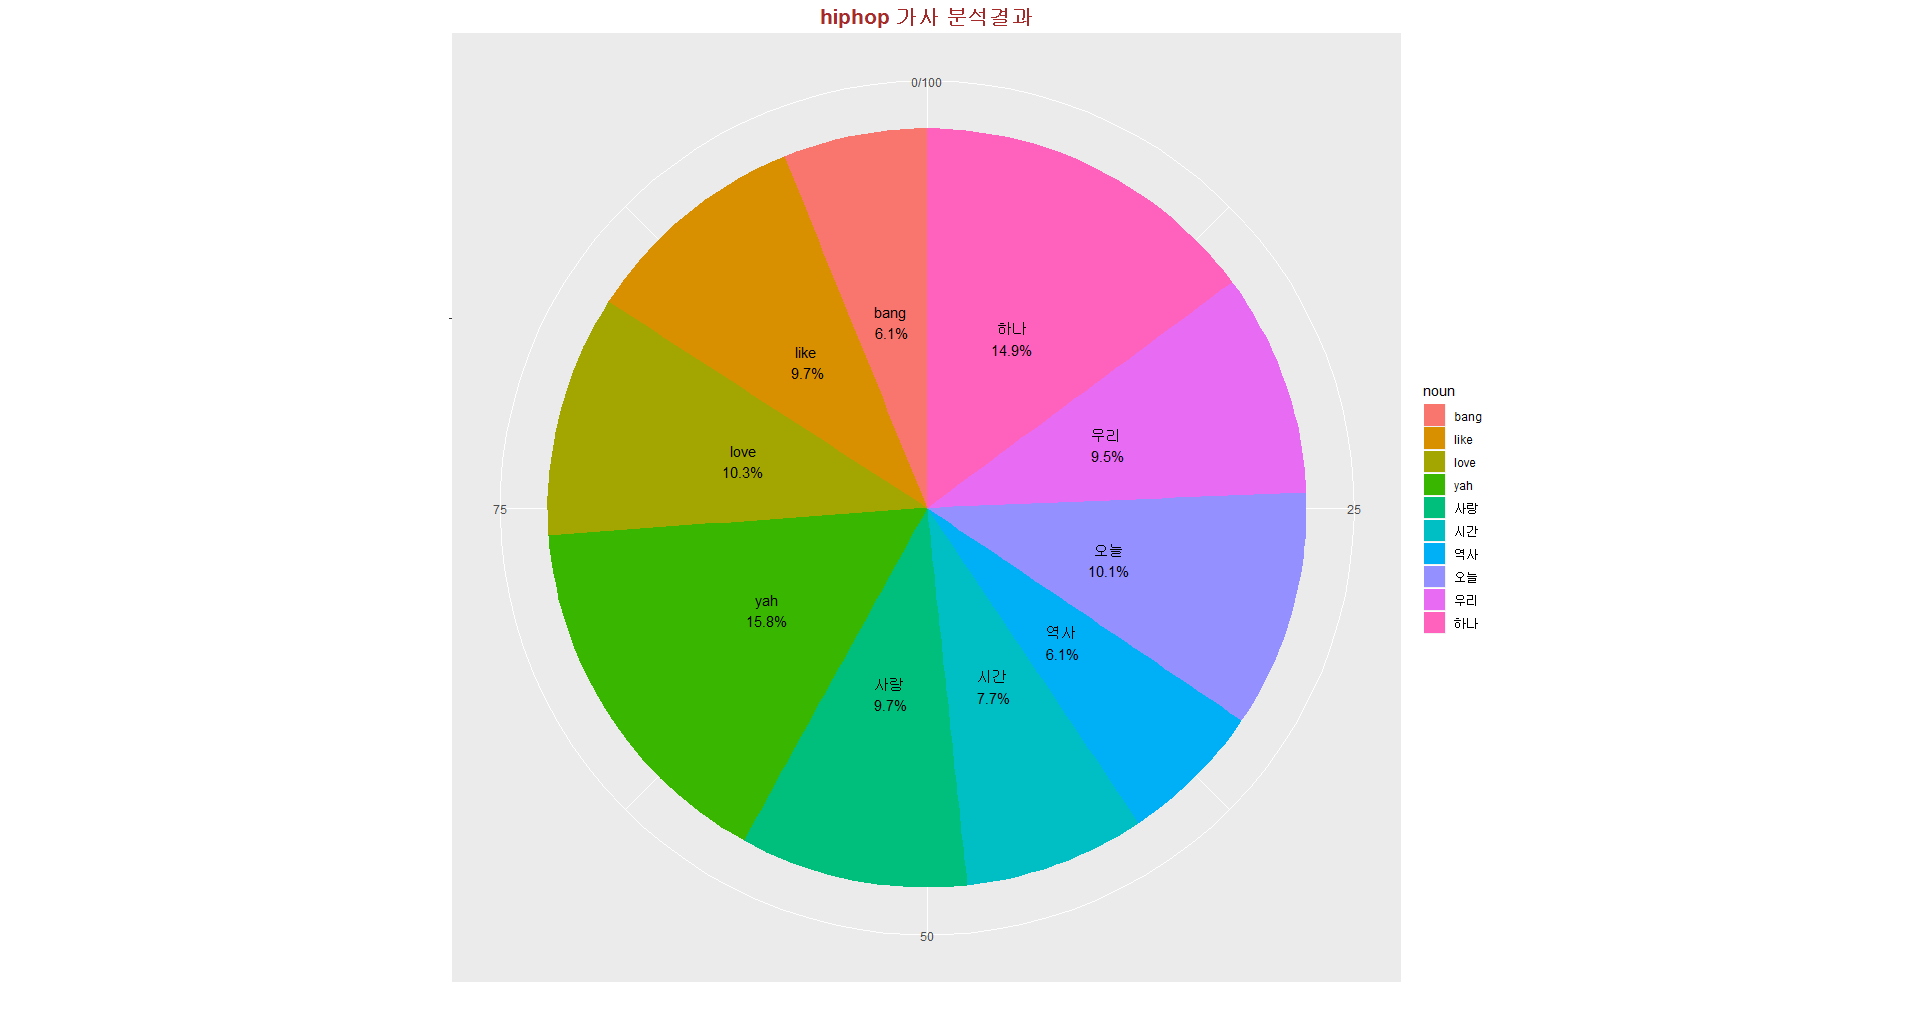 hiphop 가사 분석결과
0/100
bang
6.1%
하나
14.9%
like
9.7%
우리
9.5%
love
10.3%
75
25
오늘
10.1%
yah
15.8%
역사
6.1%
시간
7.7%
사랑
9.7%
50
noun
bang
like
love
yah
사랑
시간
역사
오늘
우리
하나